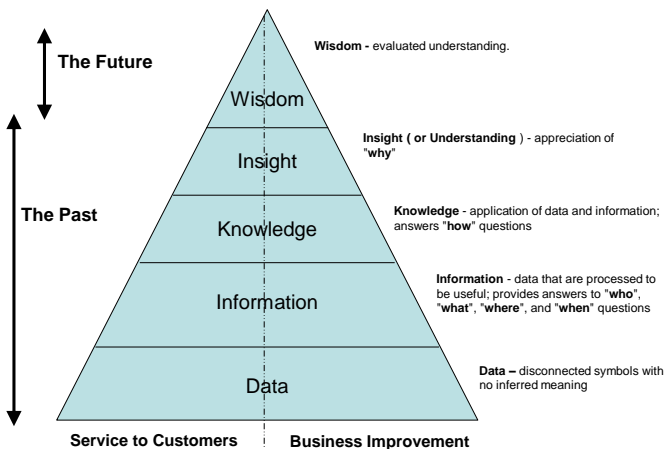 The Future
Wisdom - evaluated understanding.
Wisdom
Insight ( or Understanding ) - appreciation of
"why"
Insight
The Past
Knowledge - application of data and information;
answers "how" questions
Knowledge
Information - data that are processed to
be useful; provides answers to "who",
"what", "where", and "when" questions
Information
Data – disconnected symbols with
no inferred meaning
Data
Service to Customers
Business Improvement